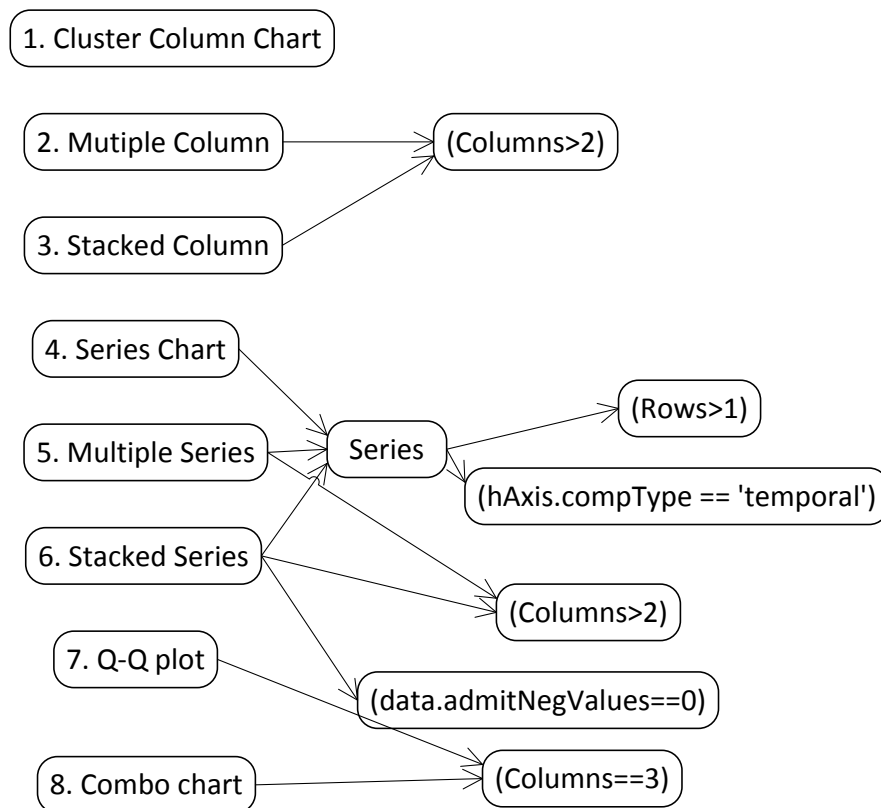 1. Cluster Column Chart
2. Mutiple Column
(Columns>2)
3. Stacked Column
4. Series Chart
(Rows>1)
5. Multiple Series
Series
(hAxis.compType == 'temporal')
6. Stacked Series
(Columns>2)
7. Q-Q plot
(data.admitNegValues==0)
8. Combo chart
(Columns==3)